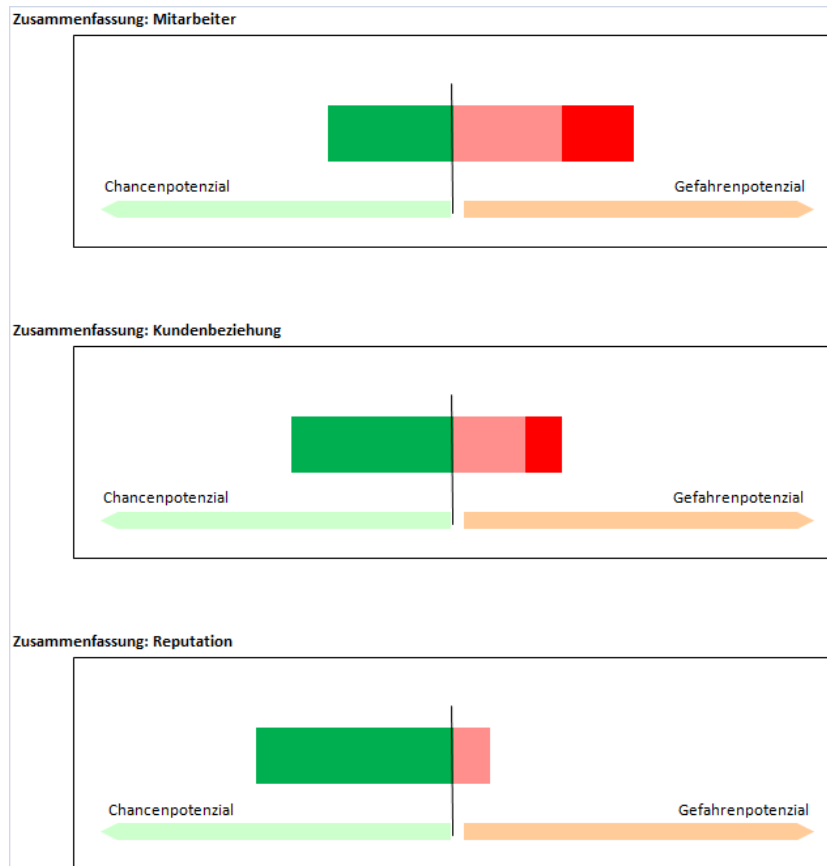 Zusammenfassung: Mitarbeiter
Chancenpotenzial Gefahrenpotenzial
Zusammenfassung: Kundenbeziehung
Chancenpotenzial Gefahrenpotenzial
Zusammenfassung: Reputation
Chancenpotenzial Gefahrenpotenzial